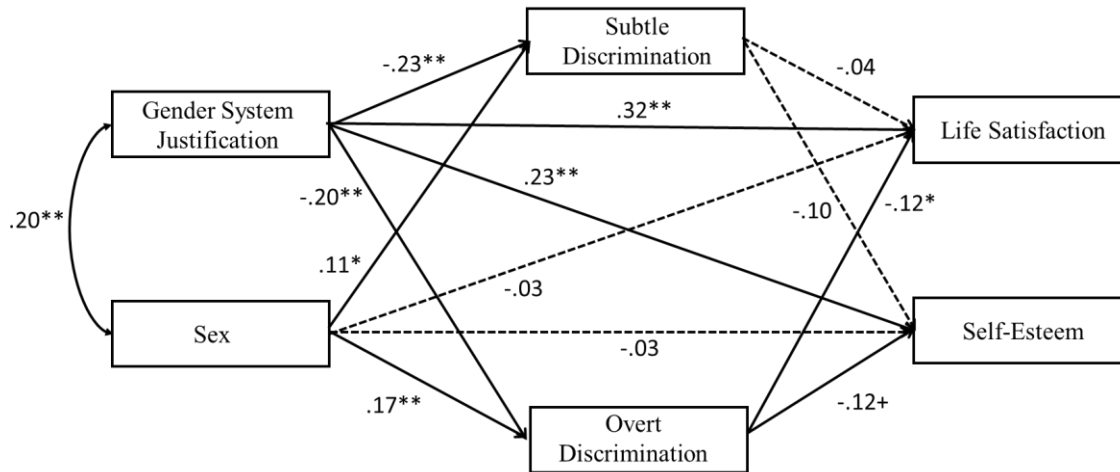 Subtle
Discrimination
-.23**
-.04
Gender System
Justification
.32**
Life Satisfaction
.23**
-.20**
-.10
-.12*
.20**
.11*
-.03
Sex
Self-Esteem
-.03
.17**
-.12+
Overt
Discrimination